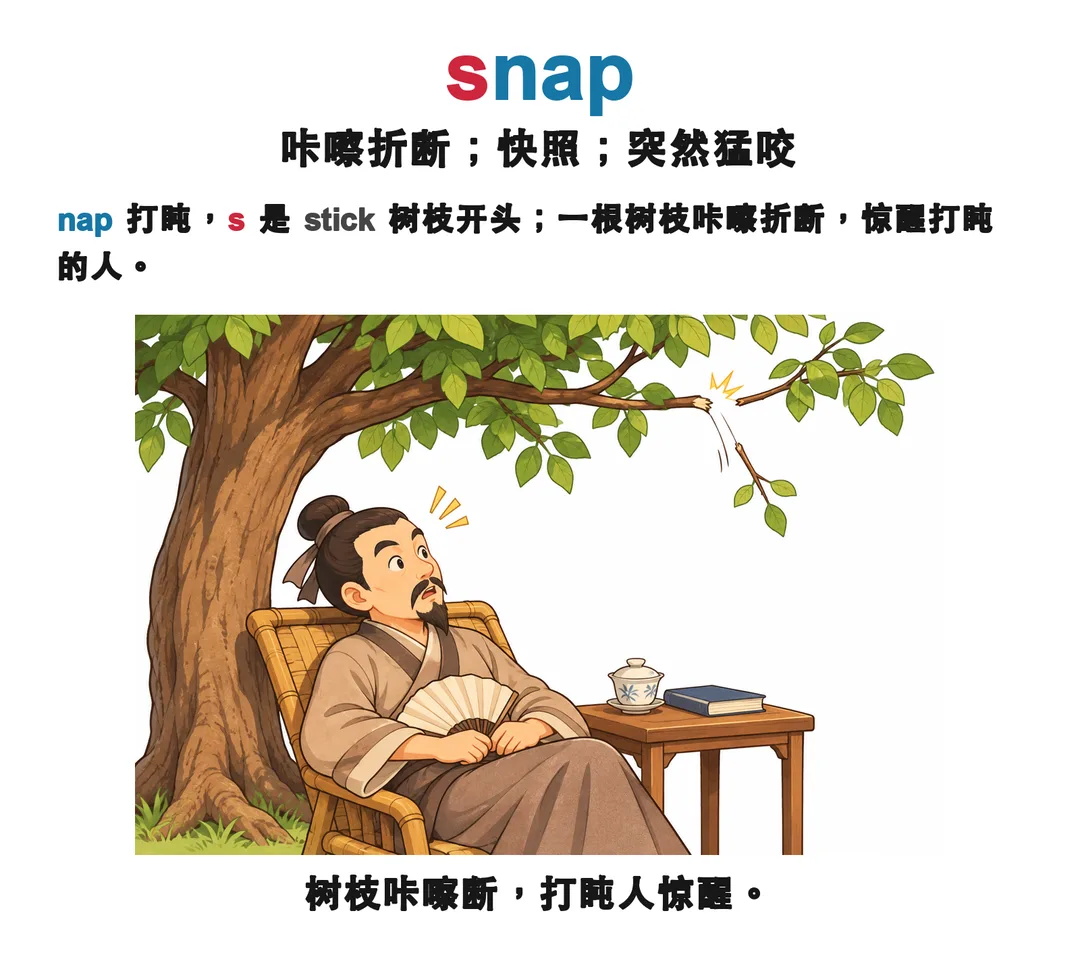 snap
咔嚓折断；快照；突然猛咬
nap 打盹，s 是 stick 树枝开头；一根树枝咔嚓折断，惊醒打盹
的人。
树枝咔嚓断，打盹人惊醒。